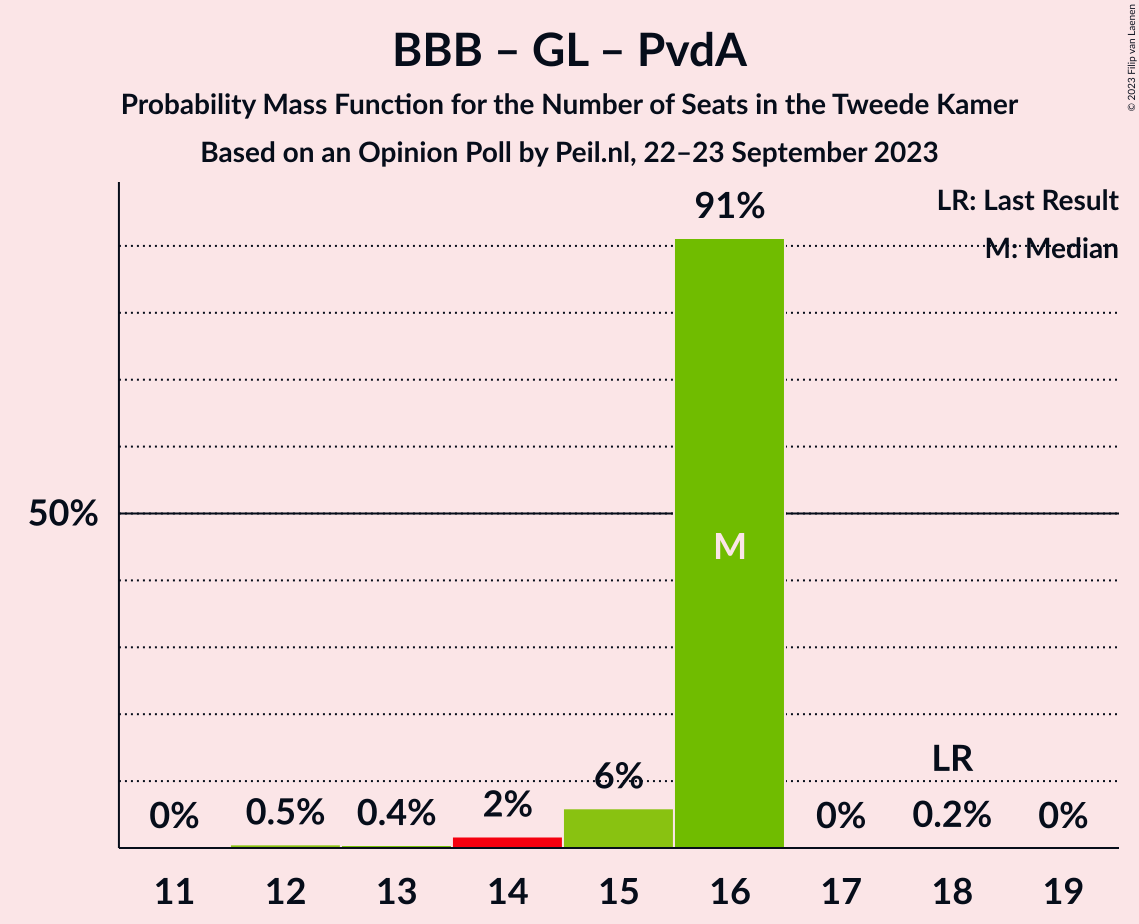 BBB – GL – PvdA
Probability Mass Function for the Number of Seats in the Tweede Kamer
Based on an Opinion Poll by Peil.nl, 22–23 September 2023
© 2023 Filip van Laenen
LR: Last Result
M: Median
91%
50%
M
LR
6%
2%
0%
0.5%
0.4%
0%
0.2%
0%
11
12
13
14
15
16
17
18
19